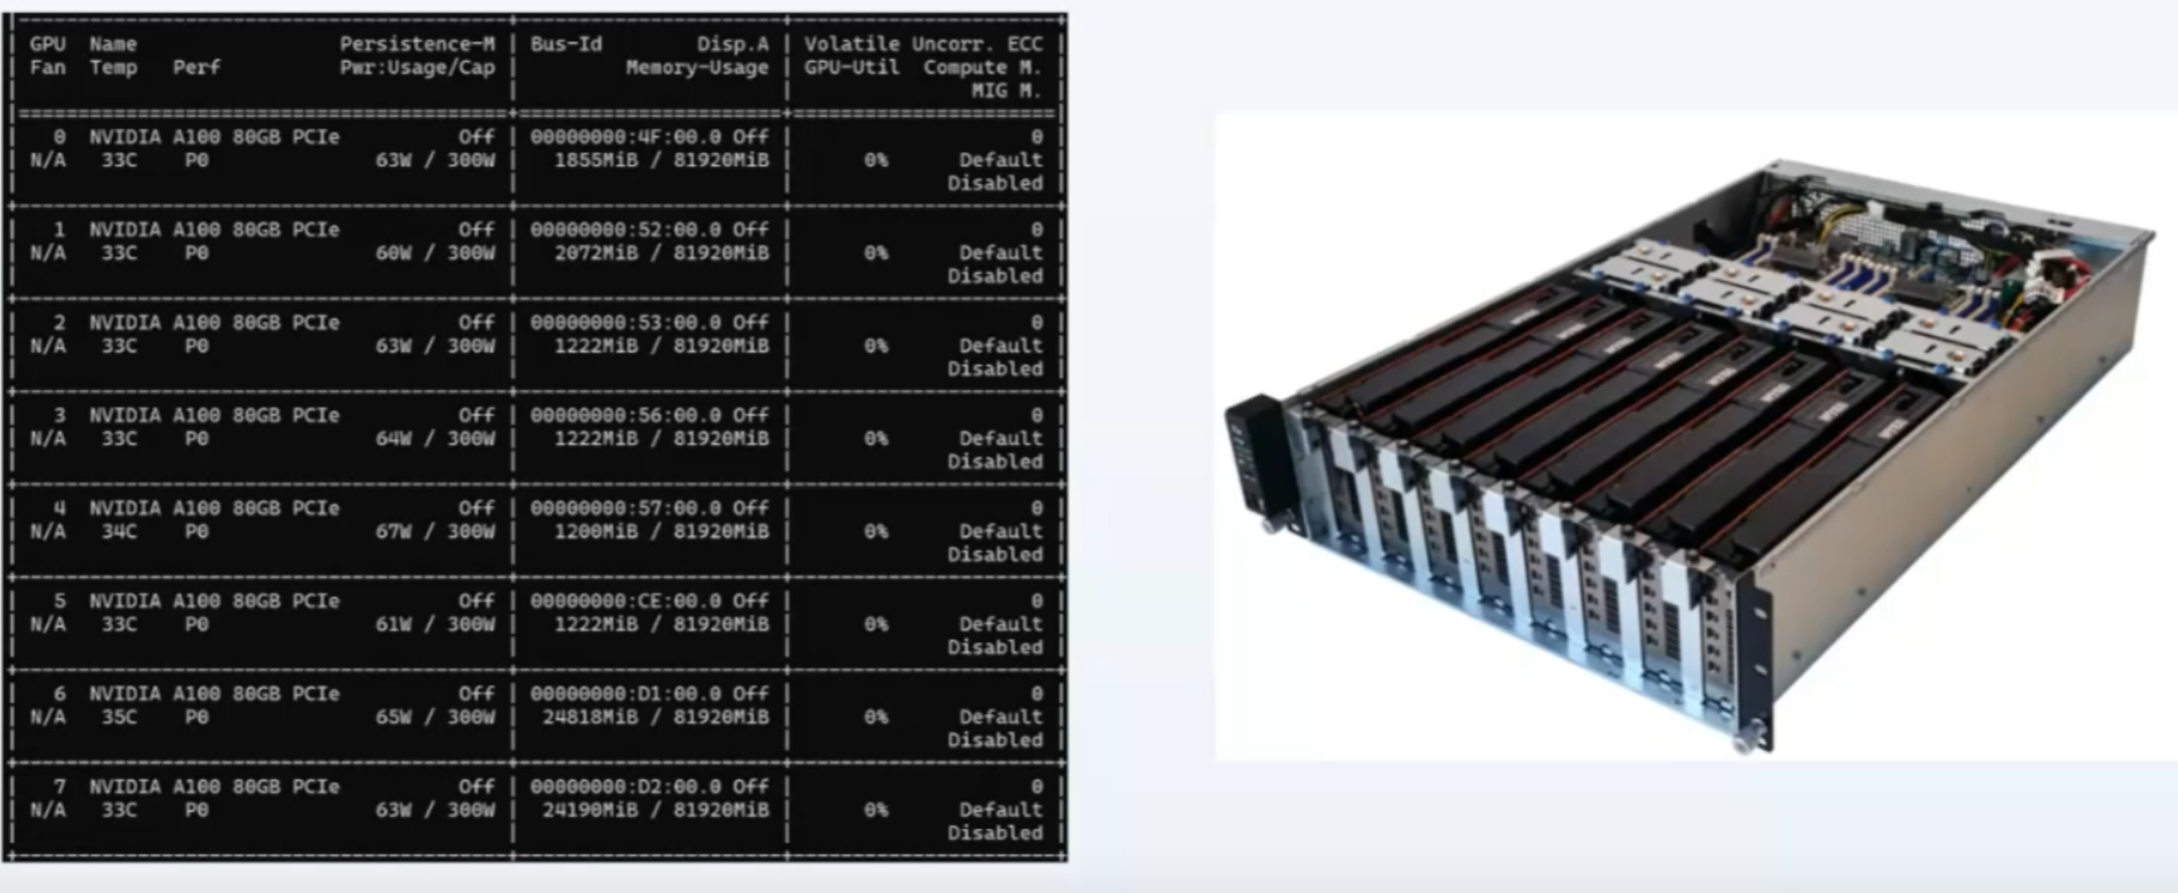 GPU Name Persistence-M | Bus-Id Disp.A | Volatile Uncorr. ECC
Fan Temp Perf Pwr:Usage/Cap | Memory-Usage | GPU-Util Compute M.
MIG M.
0 NVIDIA A100 80GB PCIe Off | 00000000:4F:00.0 Off | 0
N/A 33C P0 63W / 300W | 1855MiB / 81920MiB | 0% Default
Disabled
1 NVIDIA A100 80GB PCIe Off | 00000000:52:00.0 Off | 0
N/A 33C P0 60W / 300W | 2072MiB / 81920MiB | 0% Default
Disabled
2 NVIDIA A100 80GB PCIe Off | 00000000:53:00.0 Off | 0
N/A 33C P0 63W / 300W | 1222MiB / 81920MiB | 0% Default
Disabled
3 NVIDIA A100 80GB PCIe Off | 00000000:56:00.0 Off | 0
N/A 33C P0 64W / 300W | 1222MiB / 81920MiB | 0% Default
Disabled
4 NVIDIA A100 80GB PCIe Off | 00000000:57:00.0 Off | 0
N/A 34C P0 67W / 300W | 1200MiB / 81920MiB | 0% Default
Disabled
5 NVIDIA A100 80GB PCIe Off | 00000000:CE:00.0 Off | 0
N/A 33C P0 61W / 300W | 1222MiB / 81920MiB | 0% Default
Disabled
6 NVIDIA A100 80GB PCIe Off | 00000000:D1:00.0 Off | 0
N/A 35C P0 65W / 300W | 24818MiB / 81920MiB | 0% Default
Disabled
7 NVIDIA A100 80GB PCIe Off | 00000000:D2:00.0 Off | 0
N/A 33C P0 63W / 300W | 24190MiB / 81920MiB | 0% Default
Disabled